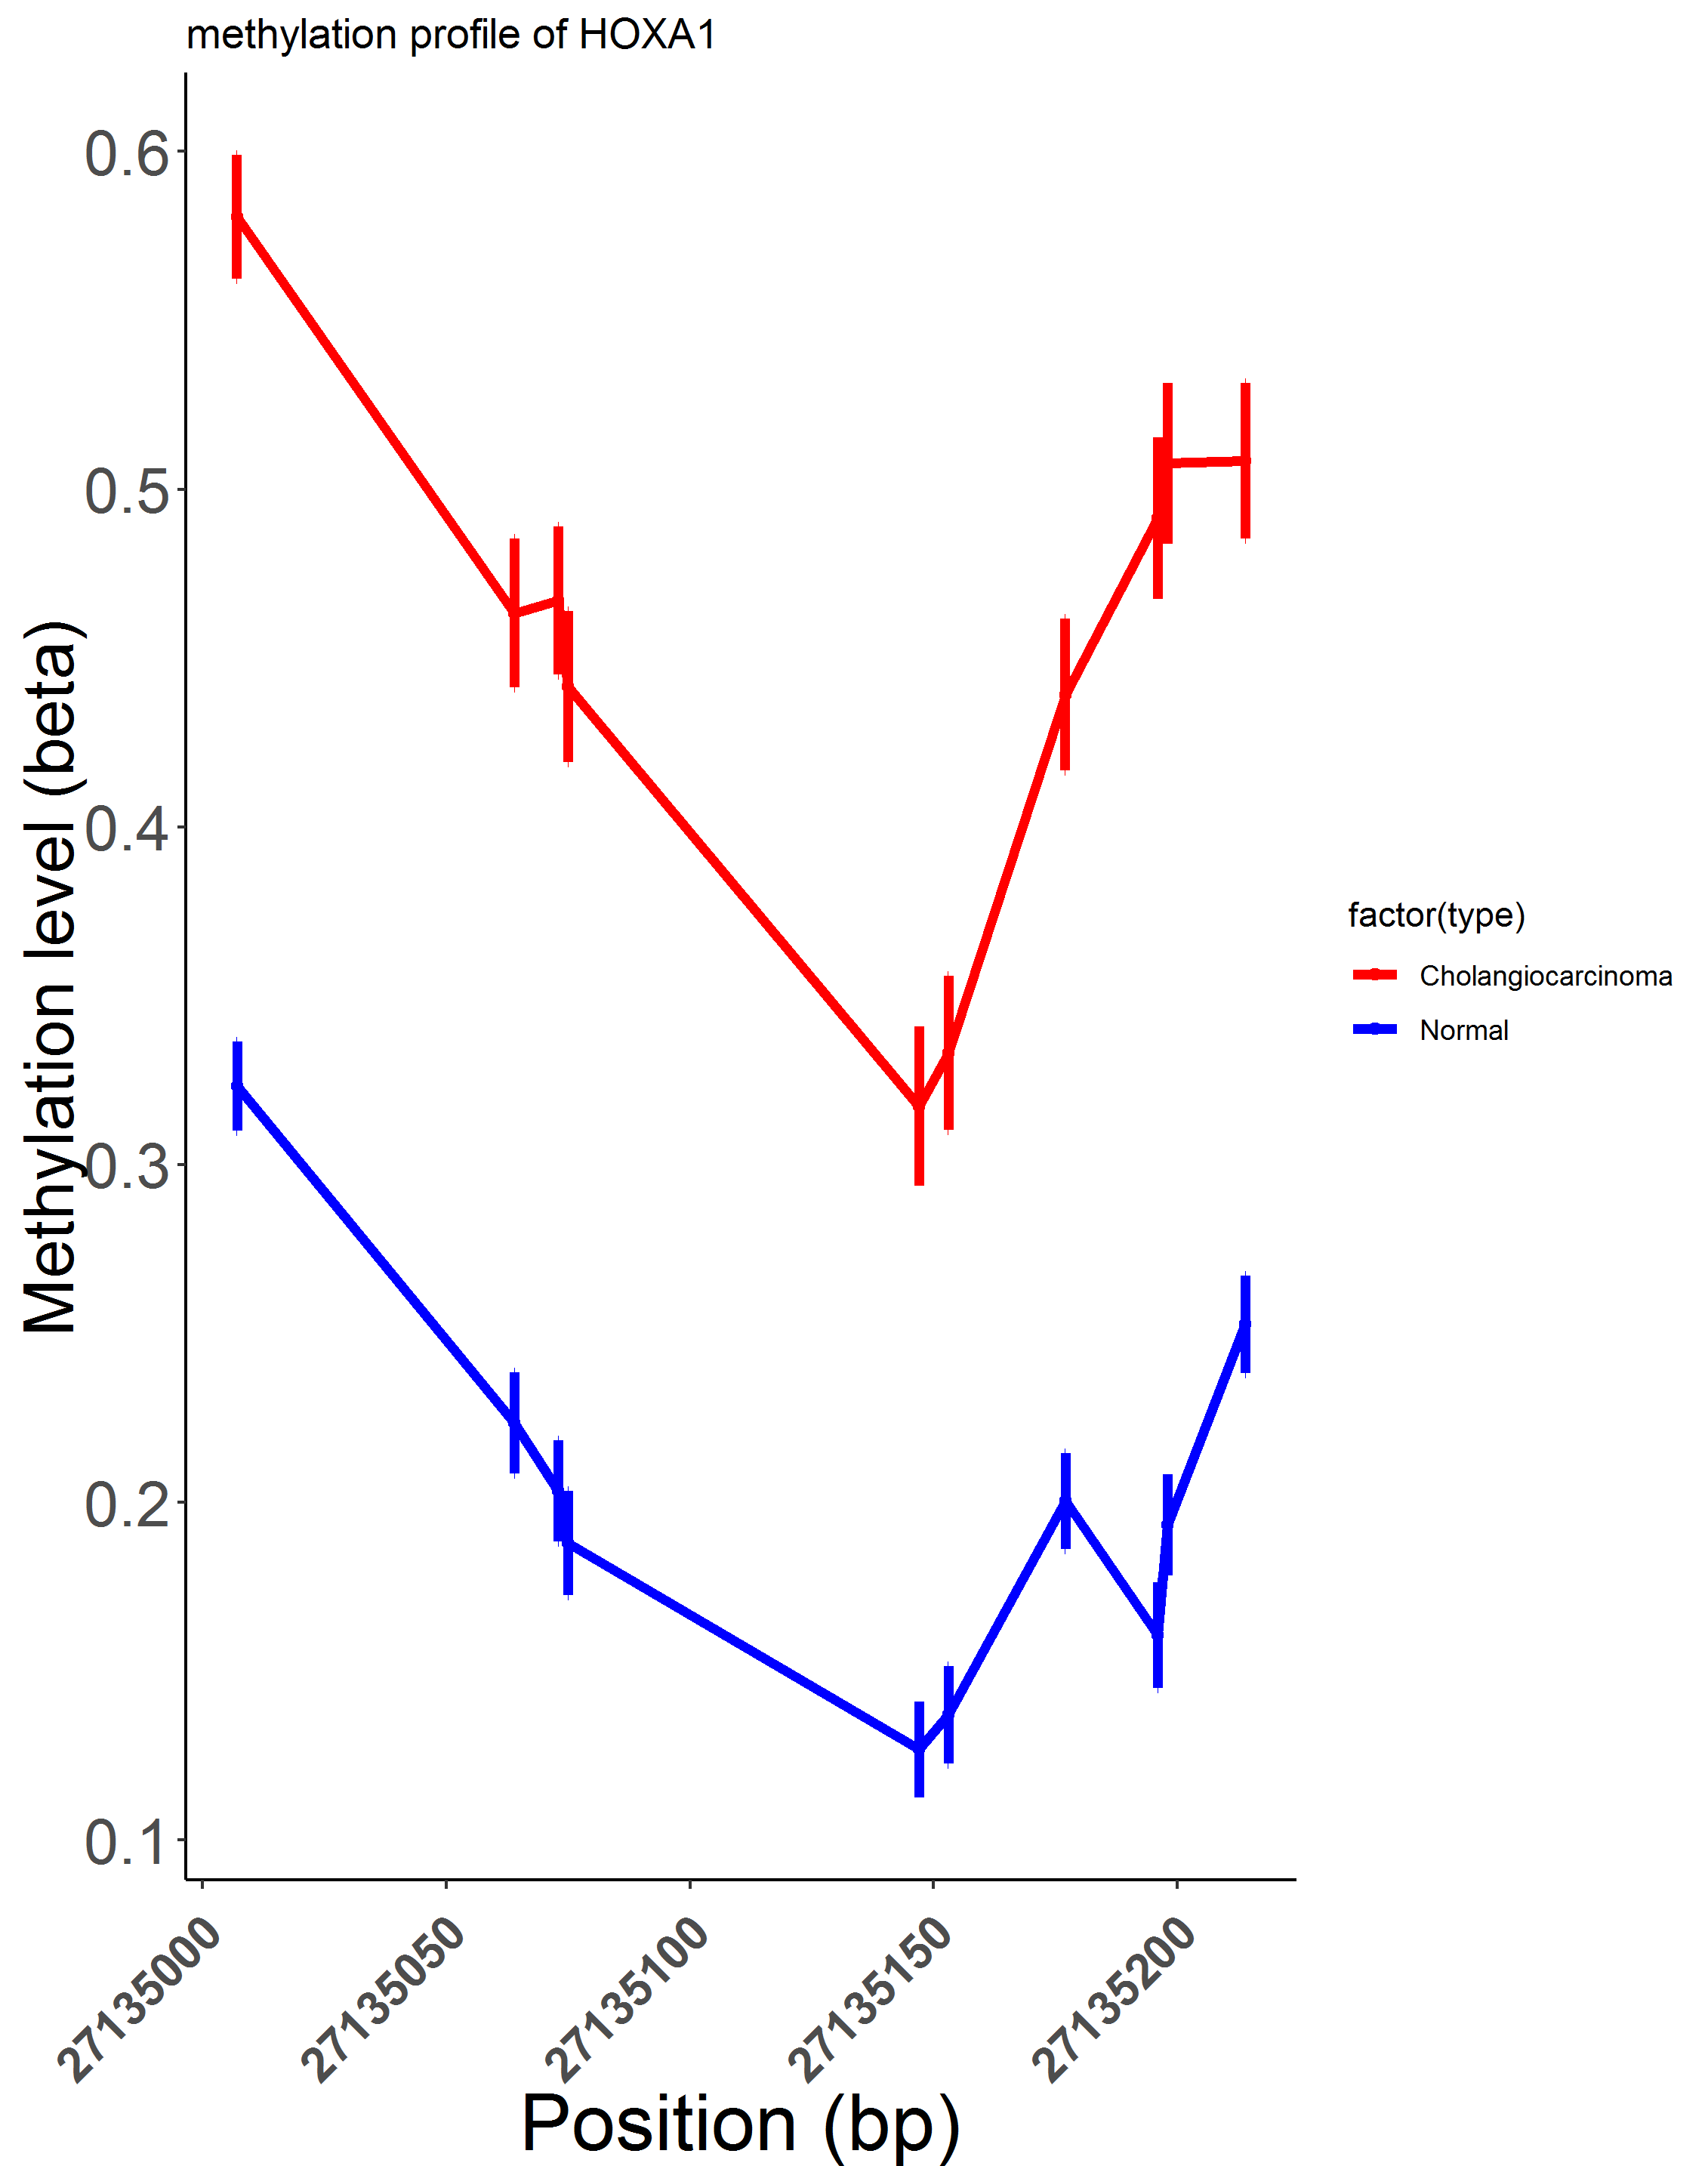 methylation profile of HOXA1
Methylation level (beta)
0.6
0.5
0.4
0.3
0.2
0.1
27135000
27135050
27135100
27135150
27135200
Position (bp)
factor(type)
Cholangiocarcinoma
Normal